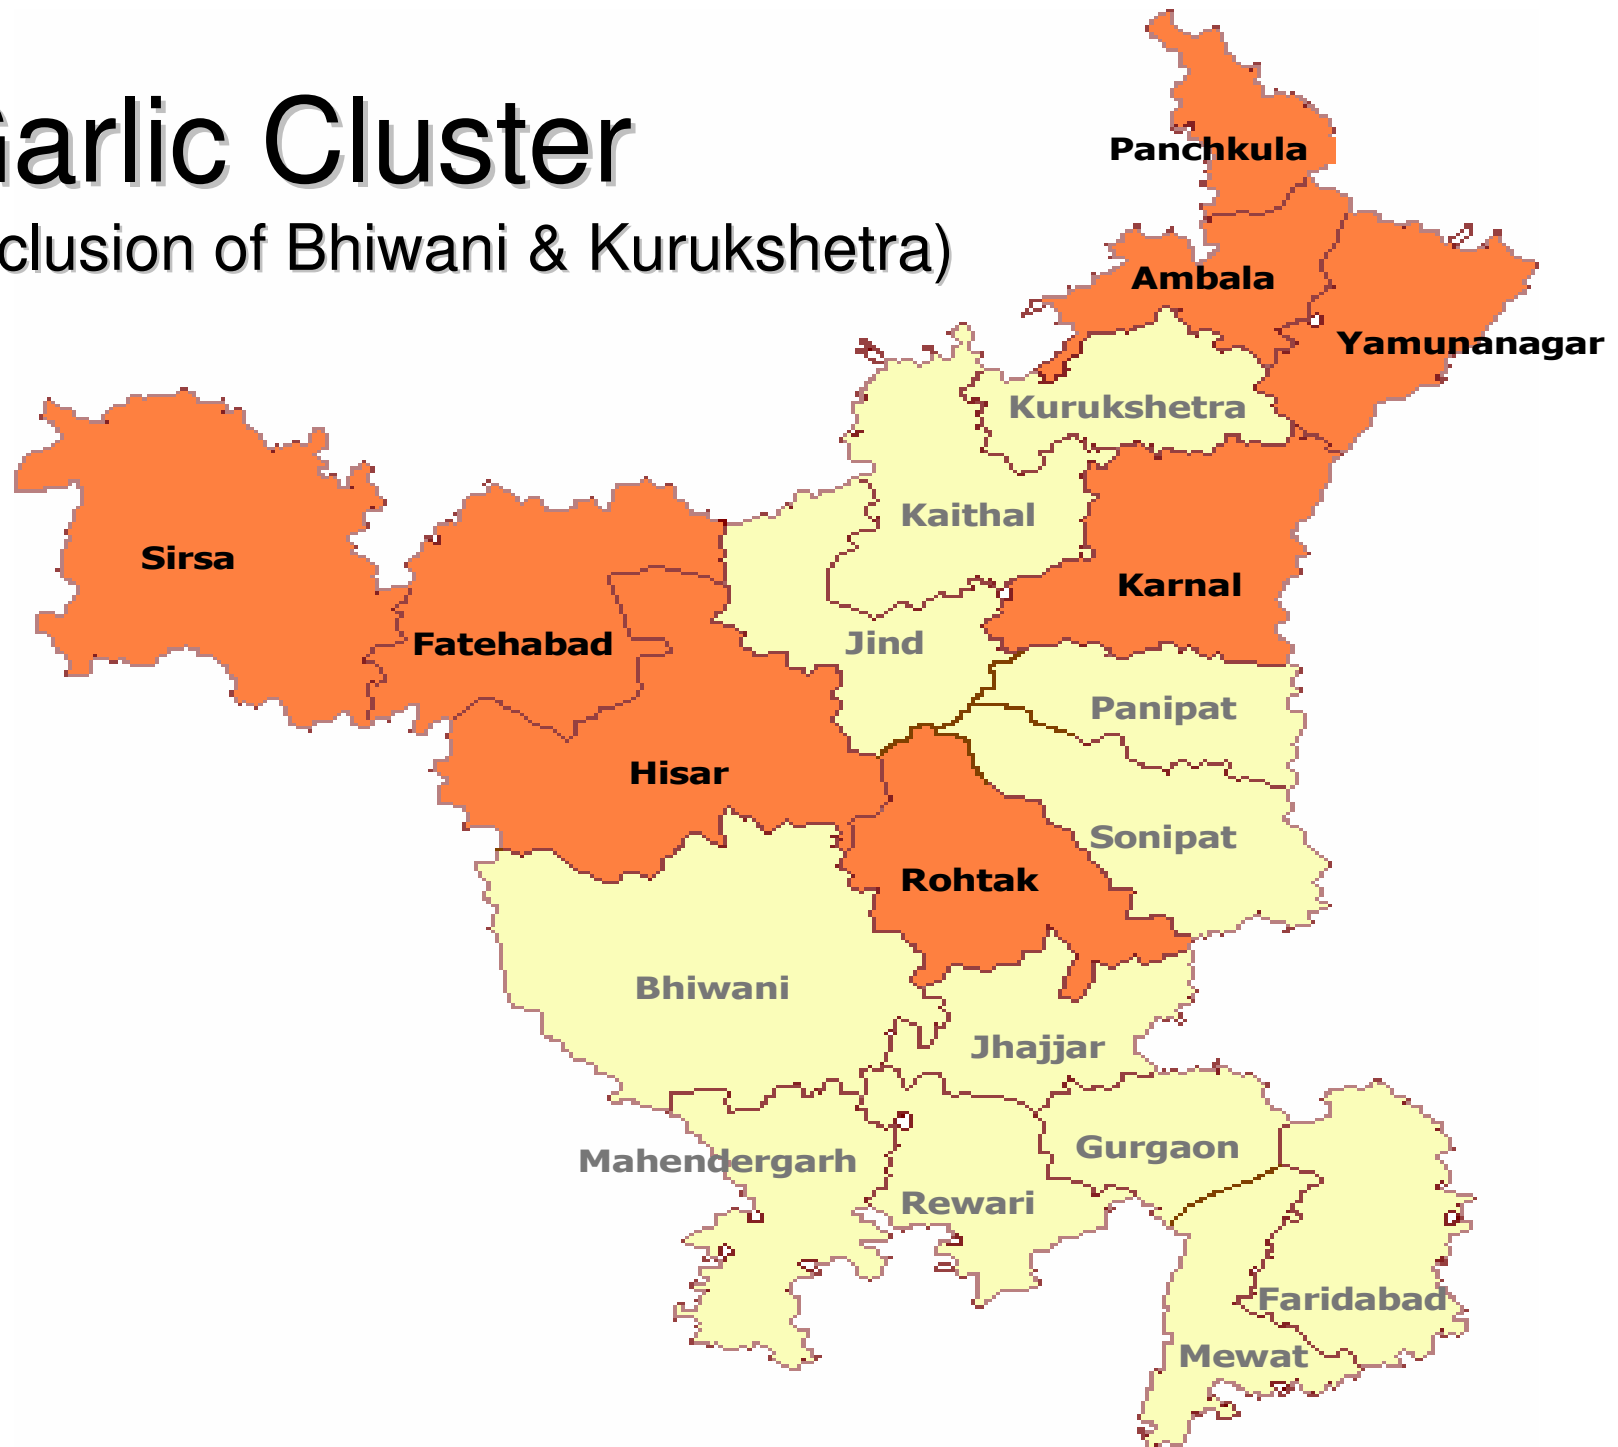 Garlic Cluster
clusion of Bhiwani & Kurukshetra)
Panchkula
Ambala
Yamunanagar
Kurukshetra
Kaithal
Sirsa
Karnal
Fatehabad
Jind
Panipat
Hisar
Sonipat
Rohtak
Bhiwani
Jhajjar
Gurgaon
Mahendergarh
Rewari
Faridabad
Mewat